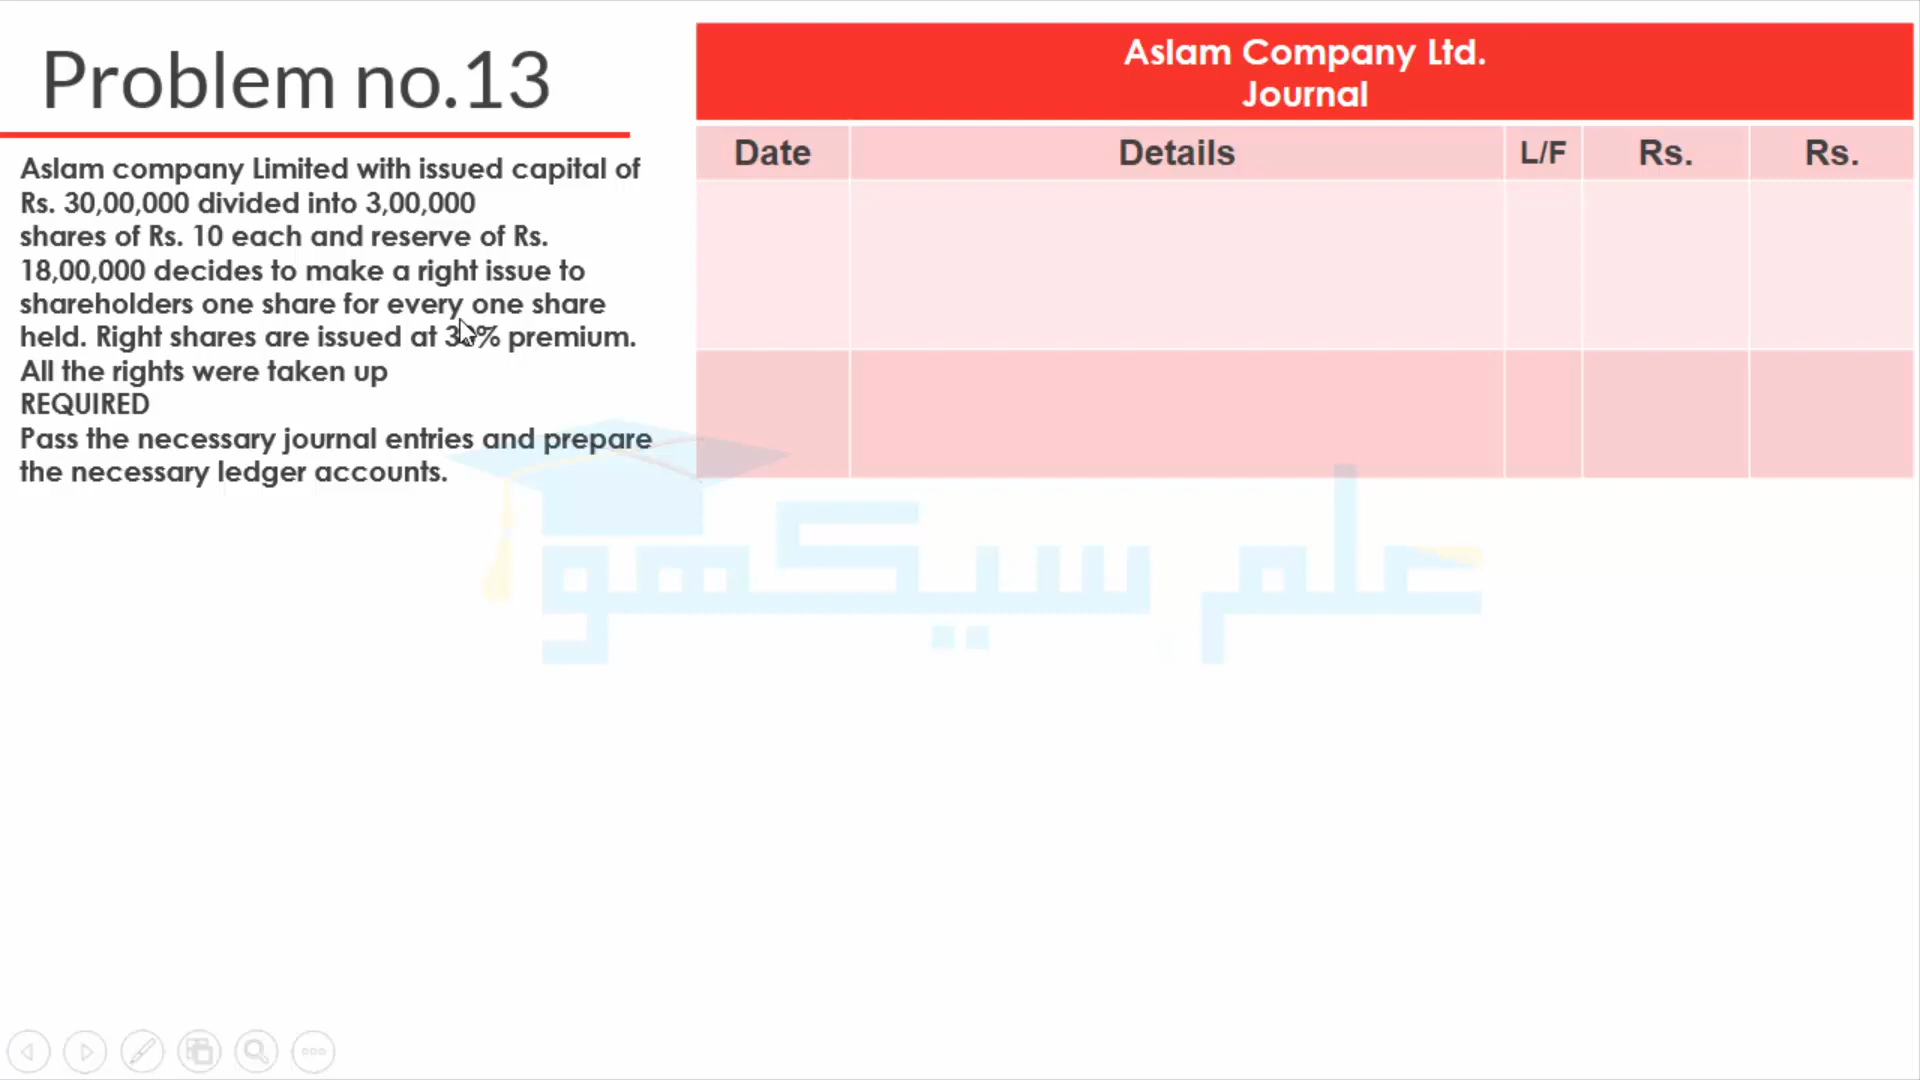 Problem no.13
Aslam company Limited with issued capital of
Rs. 30,00,000 divided into 3,00,000
shares of Rs. 10 each and reserve of Rs.
18,00,000 decides to make a right issue to
shareholders one share for every one share
held. Right shares are issued at premium.
All the rights were taken up
REQUIRED
Pass the necessary journal entries and prepare
the necessary ledger accounts.
Aslam Company Ltd.
Journal
Date Details L/F Rs. Rs.
علم سیکھو